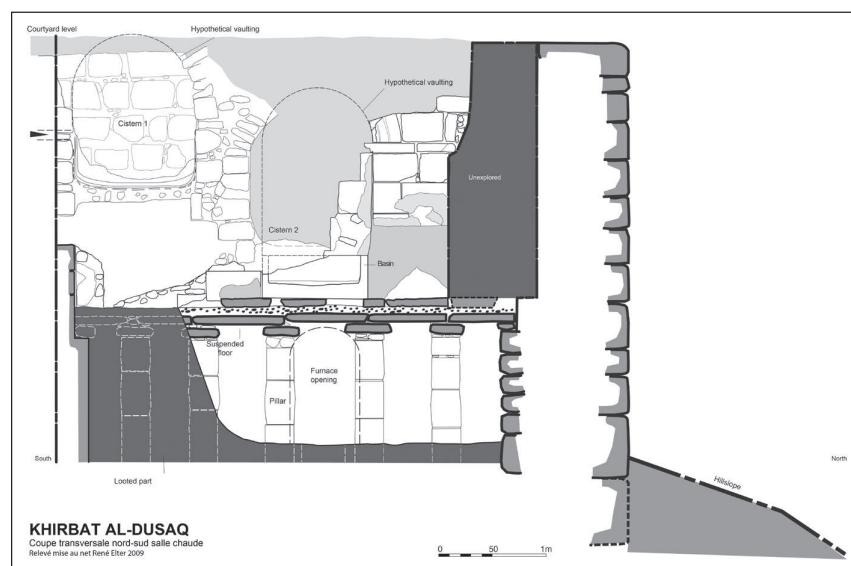 Courtyard level
Hypothetical vaulting
Hypothetical vaulting
Cistern 1
Unexplored
Cistern 2
Basin
Suspended
floor
Furnace
opening
Pillar
South
North
Looted part
Hillslope
KHIRBAT AL-DUSAQ
Coupe transversale nord-sud salle chaude
Relevé mise au net René Elter 2009
0 50 1m